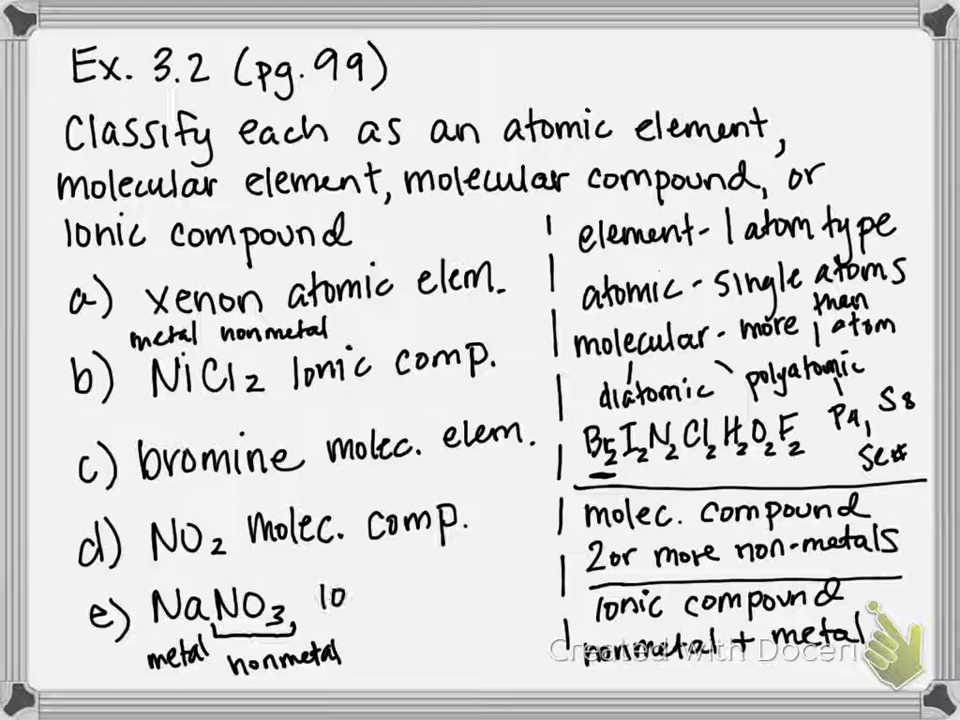 Ex. 3.2 (pg. 99)
Classify each as an atomic element,
molecular element, molecular compound, or
Ionic compound
a) xenon atomic elem.
metal nonmetal
b) NiCl₂ Ionic comp.
c) bromine molec. elem.
d) NO₂ molec. comp.
e) NaNO₃, 10
metal nonmetal
element - 1 atom type
atomic - single atoms
molecular - more than 1 atom
diatomic polyatomic
Br₂ I₂ N₂ Cl₂ H₂ O₂ F₂ P₄, S₈
Se*
molec. compound
2 or more non-metals
Ionic compound
nonmetal + metal
Created with Doceri